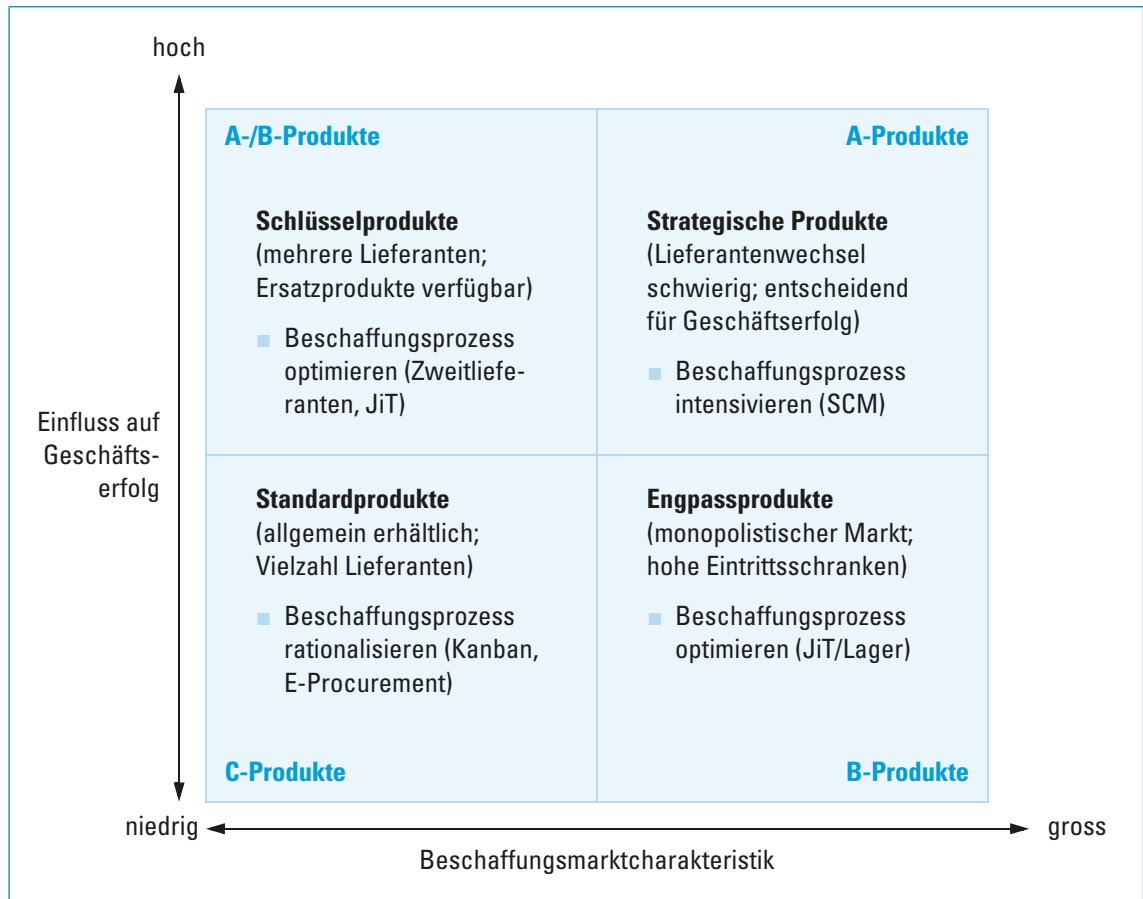 hoch
A-/B-Produkte
A-Produkte
Schlüsselprodukte
(mehrere Lieferanten;
Ersatzprodukte verfügbar)
■ Beschaffungsprozess
optimieren (Zweitliefe-
ranten, JiT)
Strategische Produkte
(Lieferantenwechsel
schwierig; entscheidend
für Geschäftserfolg)
■ Beschaffungsprozess
intensivieren (SCM)
Einfluss auf
Geschäfts-
erfolg
Standardprodukte
(allgemein erhältlich;
Vielzahl Lieferanten)
■ Beschaffungsprozess
rationalisieren (Kanban,
E-Procurement)
Engpassprodukte
(monopolistischer Markt;
hohe Eintrittsschranken)
■ Beschaffungsprozess
optimieren (JiT/Lager)
C-Produkte
B-Produkte
niedrig
gross
Beschaffungsmarktcharakteristik